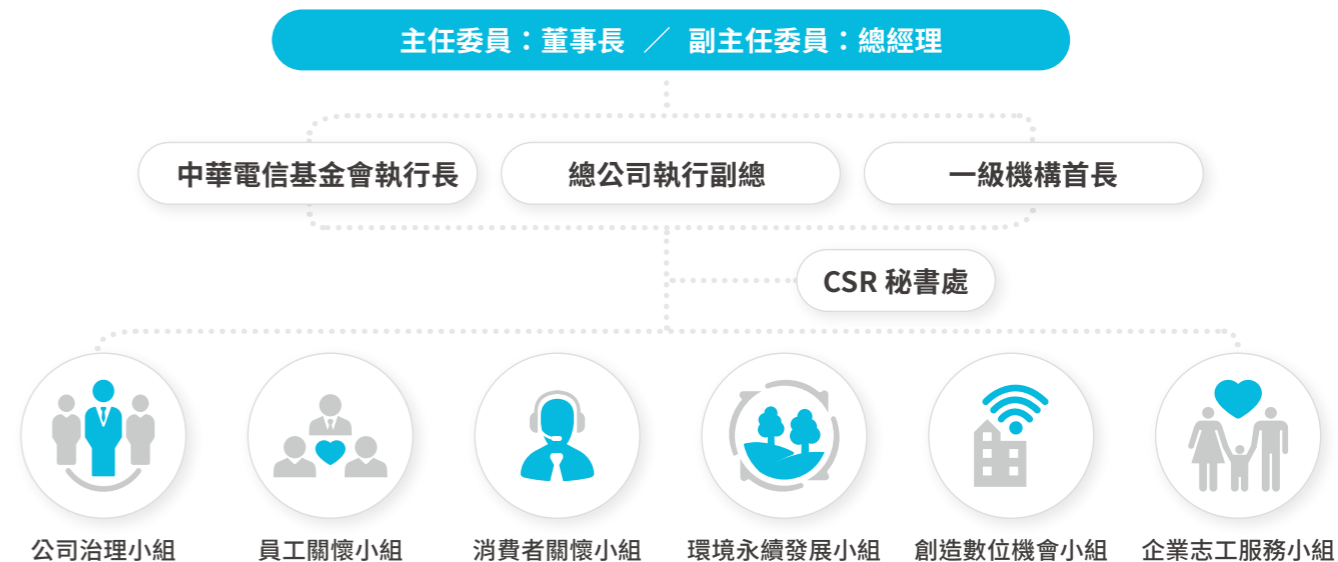 主任委員：董事長 ／ 副主任委員：總經理
中華電信基金會執行長
總公司執行副總
一級機構首長
CSR 秘書處
公司治理小組
員工關懷小組
消費者關懷小組
環境永續發展小組
創造數位機會小組
企業志工服務小組